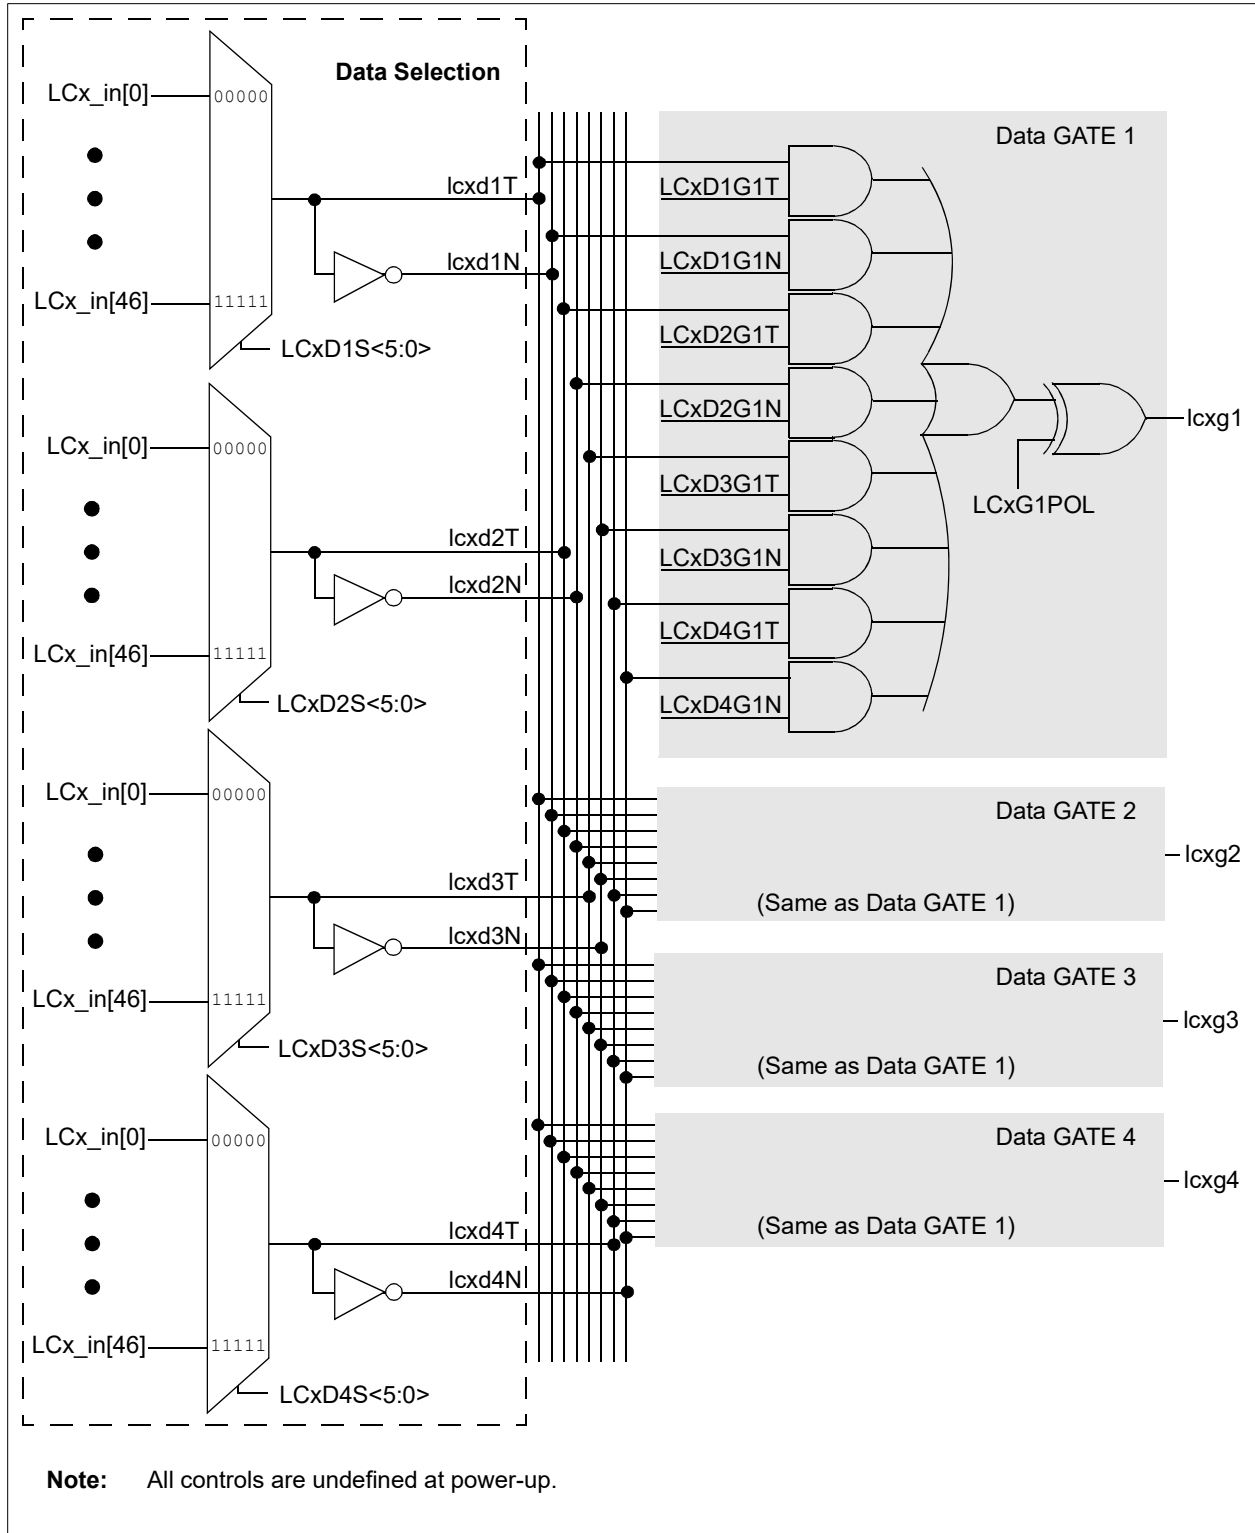 Data Selection
LCx_in[0]
00000
LCx_in[46]
11111
LCxD1S<5:0>
lcxd1T
lcxd1N
LCx_in[0]
00000
LCx_in[46]
11111
LCxD2S<5:0>
lcxd2T
lcxd2N
LCx_in[0]
00000
LCx_in[46]
11111
LCxD3S<5:0>
lcxd3T
lcxd3N
LCx_in[0]
00000
LCx_in[46]
11111
LCxD4S<5:0>
lcxd4T
lcxd4N
Data GATE 1
LCxD1G1T
LCxD1G1N
LCxD2G1T
LCxD2G1N
LCxD3G1T
LCxD3G1N
LCxD4G1T
LCxD4G1N
LCxG1POL
lcxg1
Data GATE 2
(Same as Data GATE 1)
lcxg2
Data GATE 3
(Same as Data GATE 1)
lcxg3
Data GATE 4
(Same as Data GATE 1)
lcxg4
Note: All controls are undefined at power-up.